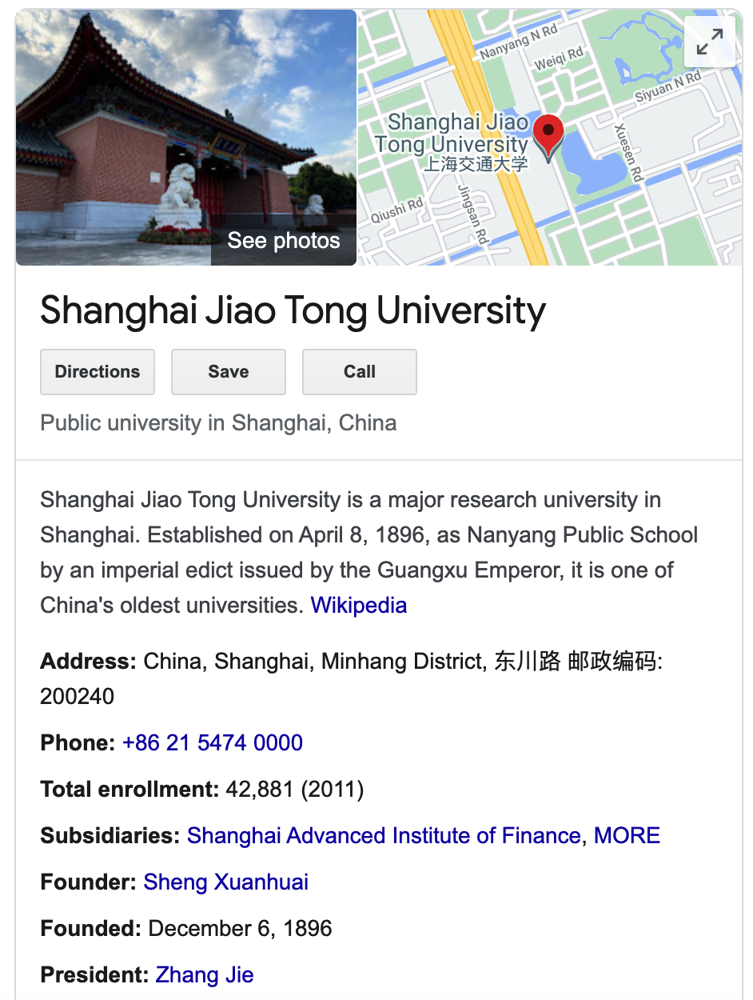 Nanyang N Rd
Weiqi Rd
Siyuan N Rd
Shanghai Jiao
Tong University
上海交通大学
Xuesen Rd
Qiushi Rd
Jingsan Rd
See photos
Shanghai Jiao Tong University
Directions
Save
Call
Public university in Shanghai, China
Shanghai Jiao Tong University is a major research university in
Shanghai. Established on April 8, 1896, as Nanyang Public School
by an imperial edict issued by the Guangxu Emperor, it is one of
China's oldest universities. Wikipedia
Address: China, Shanghai, Minhang District, 东川路 邮政编码:
200240
Phone: +86 21 5474 0000
Total enrollment: 42,881 (2011)
Subsidiaries: Shanghai Advanced Institute of Finance, MORE
Founder: Sheng Xuanhuai
Founded: December 6, 1896
President: Zhang Jie